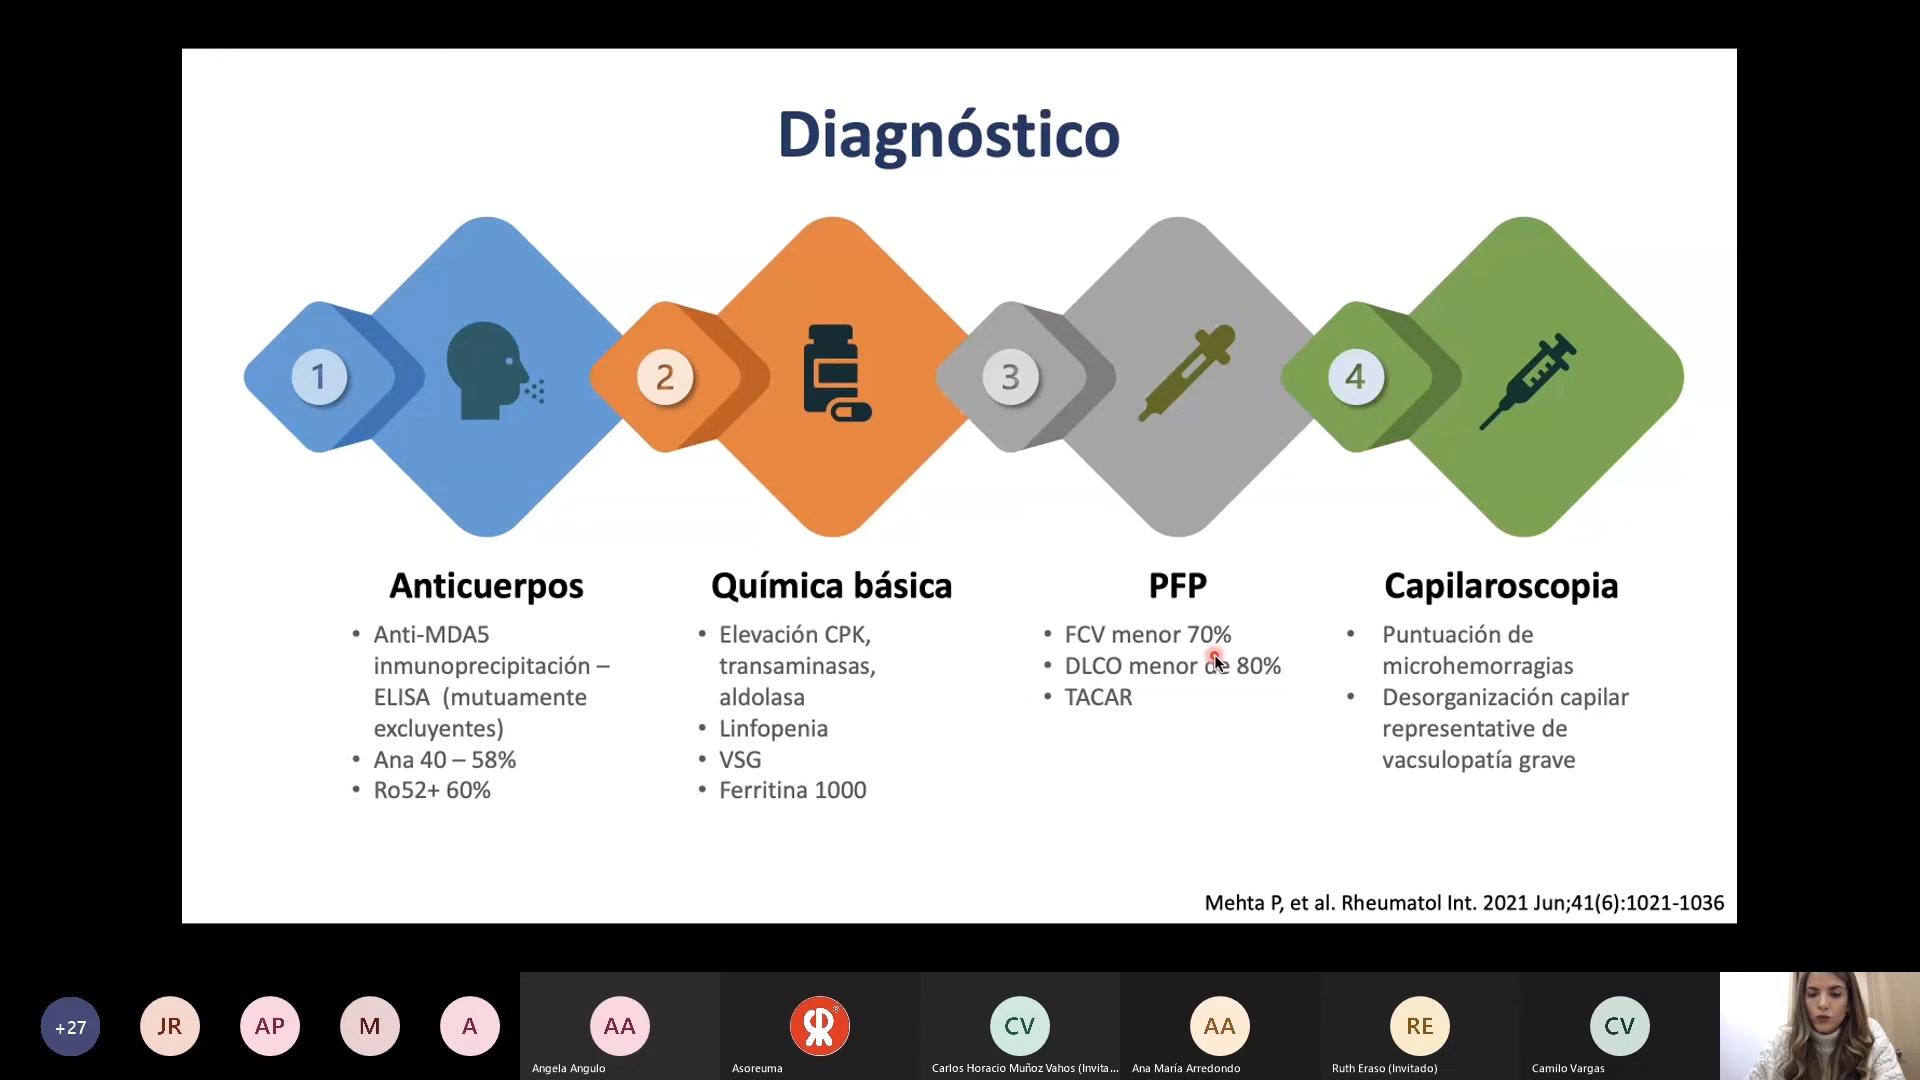 Diagnóstico
1
2
3
4
Anticuerpos
• Anti-MDA5
inmunoprecipitación –
ELISA (mutuamente
excluyentes)
• Ana 40 – 58%
• Ro52+ 60%
Química básica
• Elevación CPK,
transaminasas,
aldolasa
• Linfopenia
• VSG
• Ferritina 1000
PFP
• FCV menor 70%
• DLCO menor de 80%
• TACAR
Capilaroscopia
• Puntuación de
microhemorragias
• Desorganización capilar
representative de
vacsulopatía grave
Mehta P, et al. Rheumatol Int. 2021 Jun;41(6):1021-1036
+27
JR
AP
M
A
AA
Angela Angulo
Asoreuma
CV
Carlos Horacio Muñoz Vahos (Invita...
AA
Ana María Arredondo
RE
Ruth Eraso (Invitado)
CV
Camilo Vargas